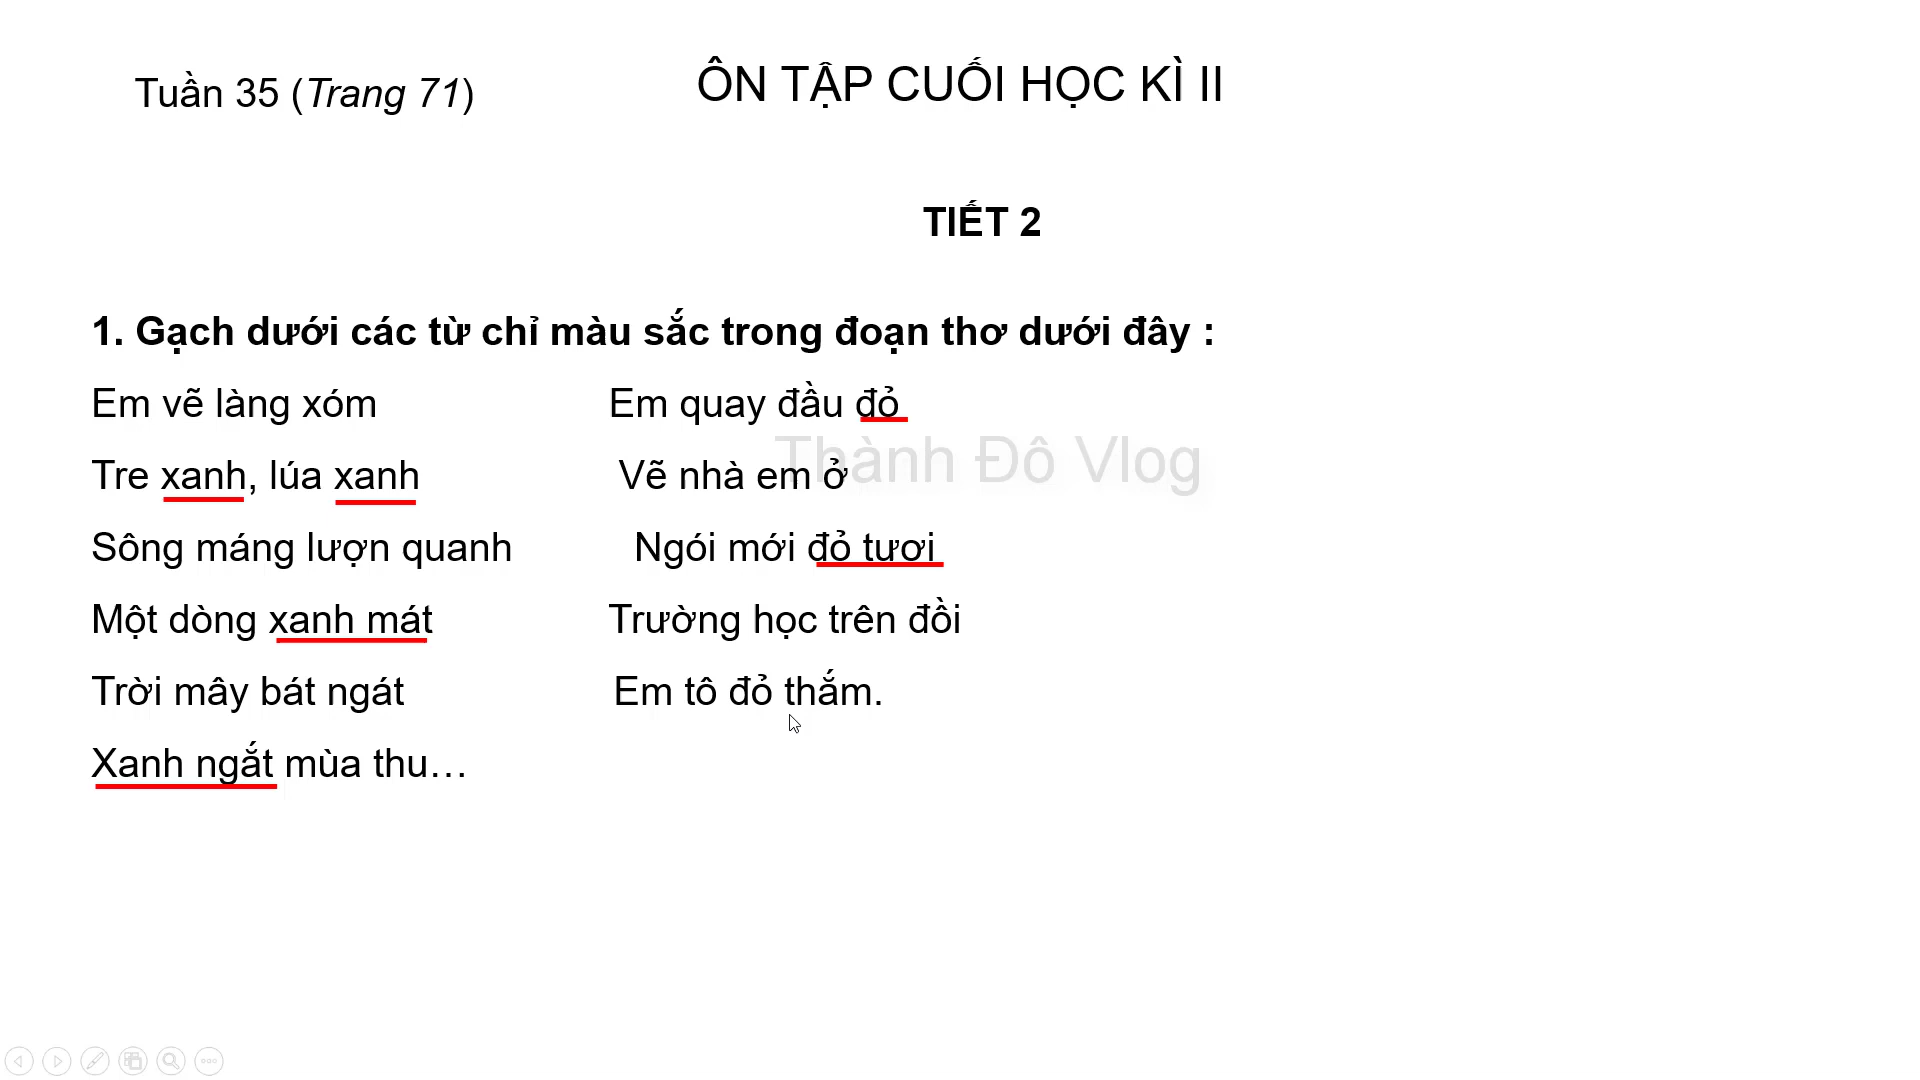 Tuần 35 (Trang 71)
ÔN TẬP CUỐI HỌC KÌ II
TIẾT 2
1. Gạch dưới các từ chỉ màu sắc trong đoạn thơ dưới đây :
Em vẽ làng xóm
Tre xanh, lúa xanh
Sông máng lượn quanh
Một dòng xanh mát
Trời mây bát ngát
Xanh ngắt mùa thu…
Em quay đầu đỏ
Vẽ nhà em ở
Ngói mới đỏ tươi
Trường học trên đồi
Em tô đỏ thắm.
Thành Đô Vlog